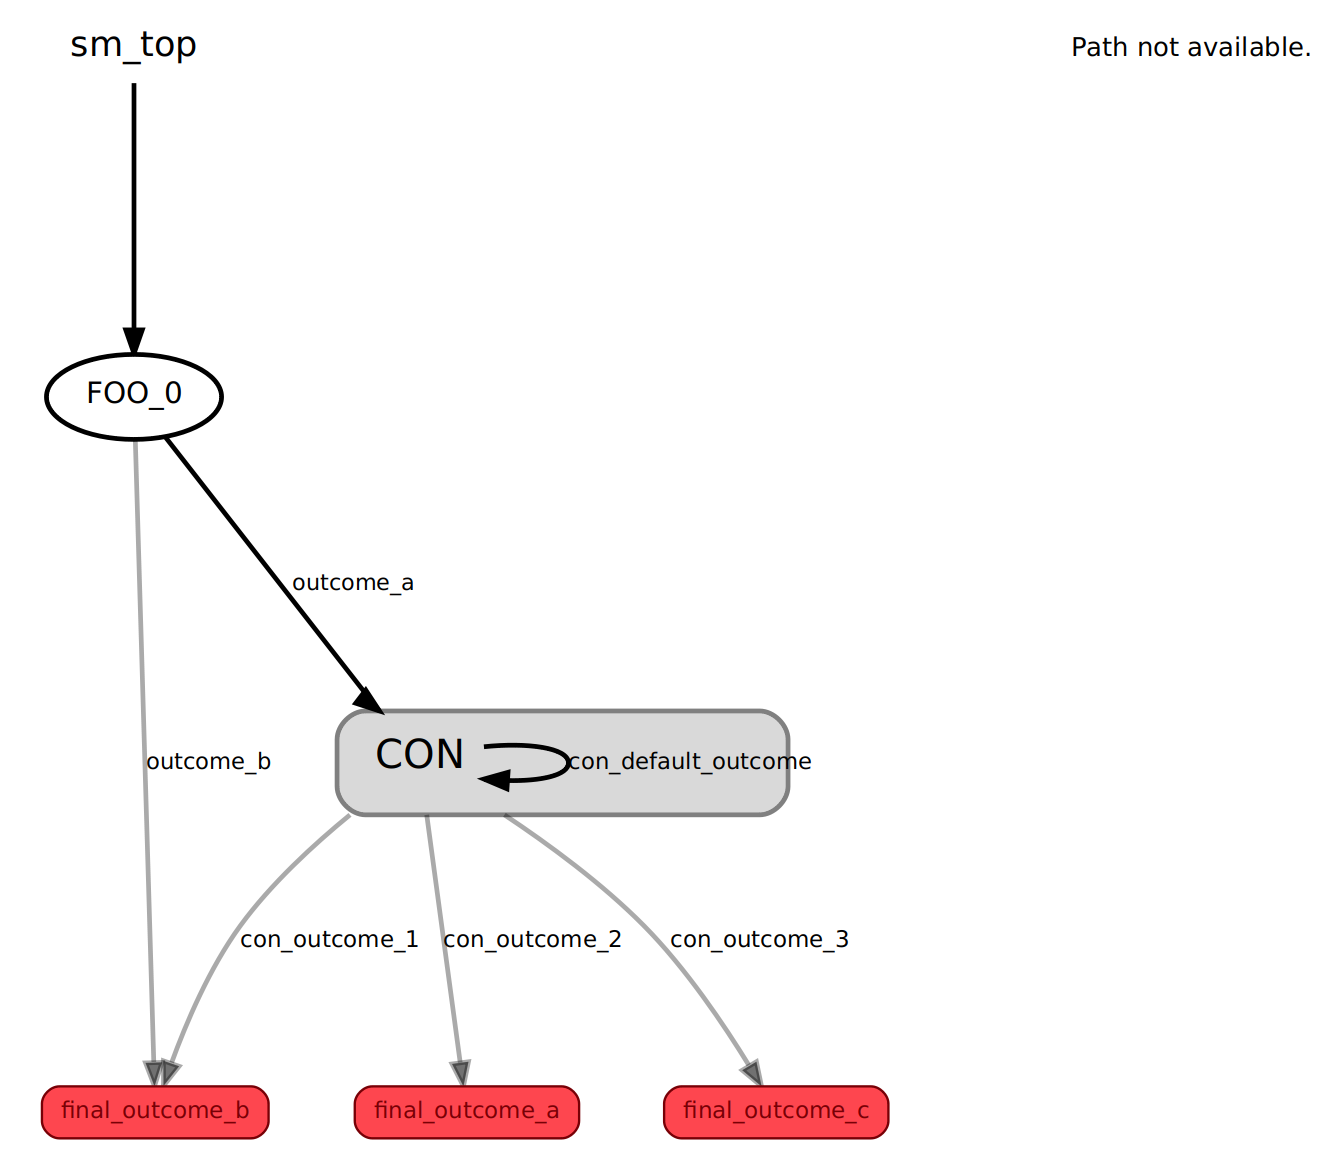 sm_top
Path not available.
FOO_0
outcome_a
CON
con_default_outcome
outcome_b
con_outcome_1
con_outcome_2
con_outcome_3
final_outcome_b
final_outcome_a
final_outcome_c